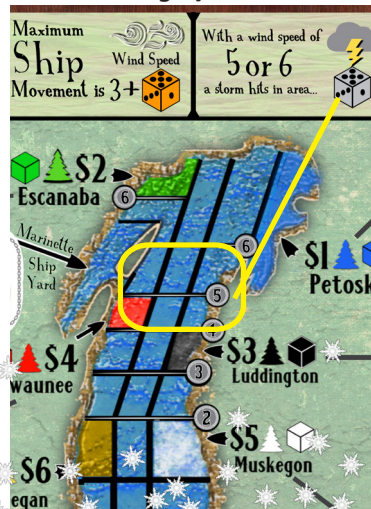 Maximum
Ship
Wind Speed
Movement is 3+
With a wind speed of
5 or 6
a storm hits in area...
$2
Escanaba
6
Marinette
Ship
Yard
6
$1
Petosk
5
4
$4
waunee
$3
Luddington
3
2
$5
Muskegon
$6
egan